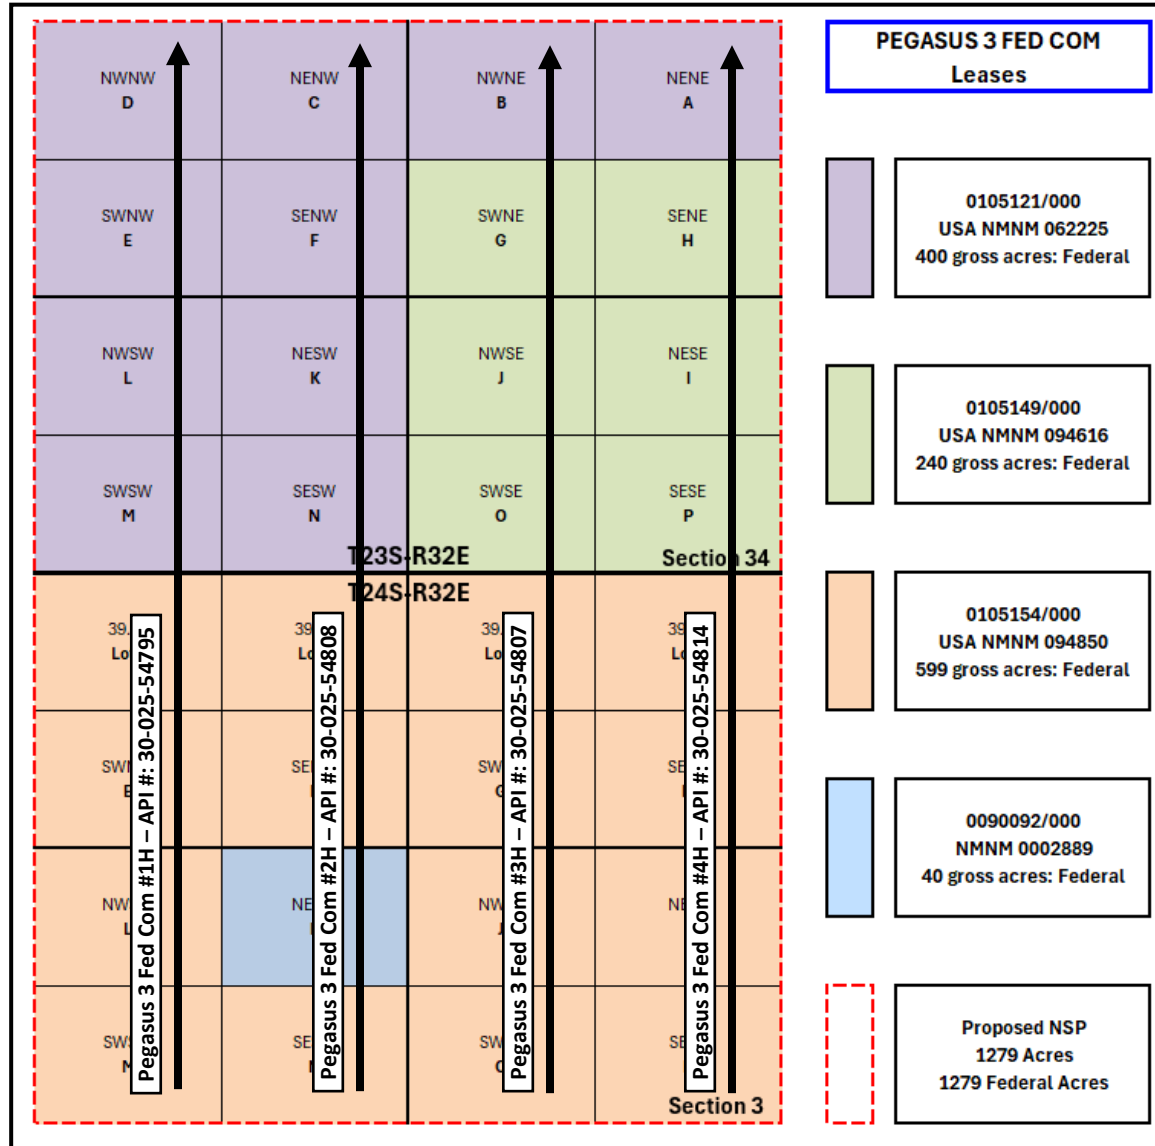 PEGASUS 3 FED COM
Leases
NWNW
D
NENW
C
NWNE
B
NENE
A
SWNW
E
SENW
F
SWNE
G
SENE
H
NWSW
L
NESW
K
NWSE
J
NESE
I
SWSW
M
SESW
N
SWSE
O
SESE
P
T23S-R32E
Section 34
T24S-R32E
Pegasus 3 Fed Com #1H – API #: 30-025-54795
Pegasus 3 Fed Com #2H – API #: 30-025-54808
Pegasus 3 Fed Com #3H – API #: 30-025-54807
Pegasus 3 Fed Com #4H – API #: 30-025-54814
Section 3
0105121/000
USA NMNM 062225
400 gross acres: Federal
0105149/000
USA NMNM 094616
240 gross acres: Federal
0105154/000
USA NMNM 094850
599 gross acres: Federal
0090092/000
NMNM 0002889
40 gross acres: Federal
Proposed NSP
1279 Acres
1279 Federal Acres